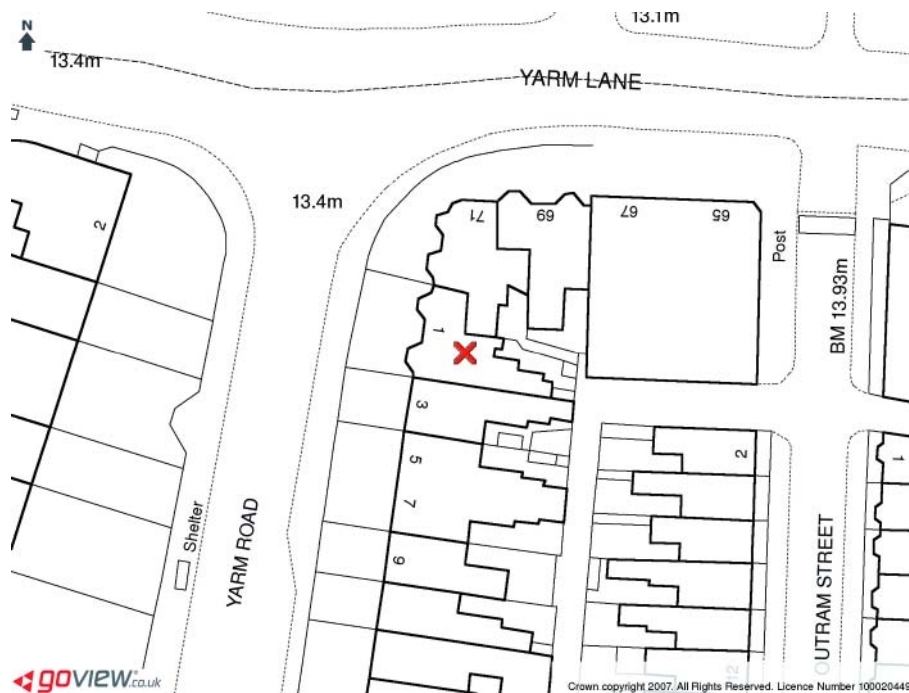 N
13.1m
13.4m
YARM LANE
2
13.4m
71
69
67
65
Post
BM 13.93m
1
3
5
7
2
1
Shelter
YARM ROAD
9
OUTRAM STREET
12
goview.co.uk
Crown copyright 2007. All Rights Reserved. Licence Number 100020449